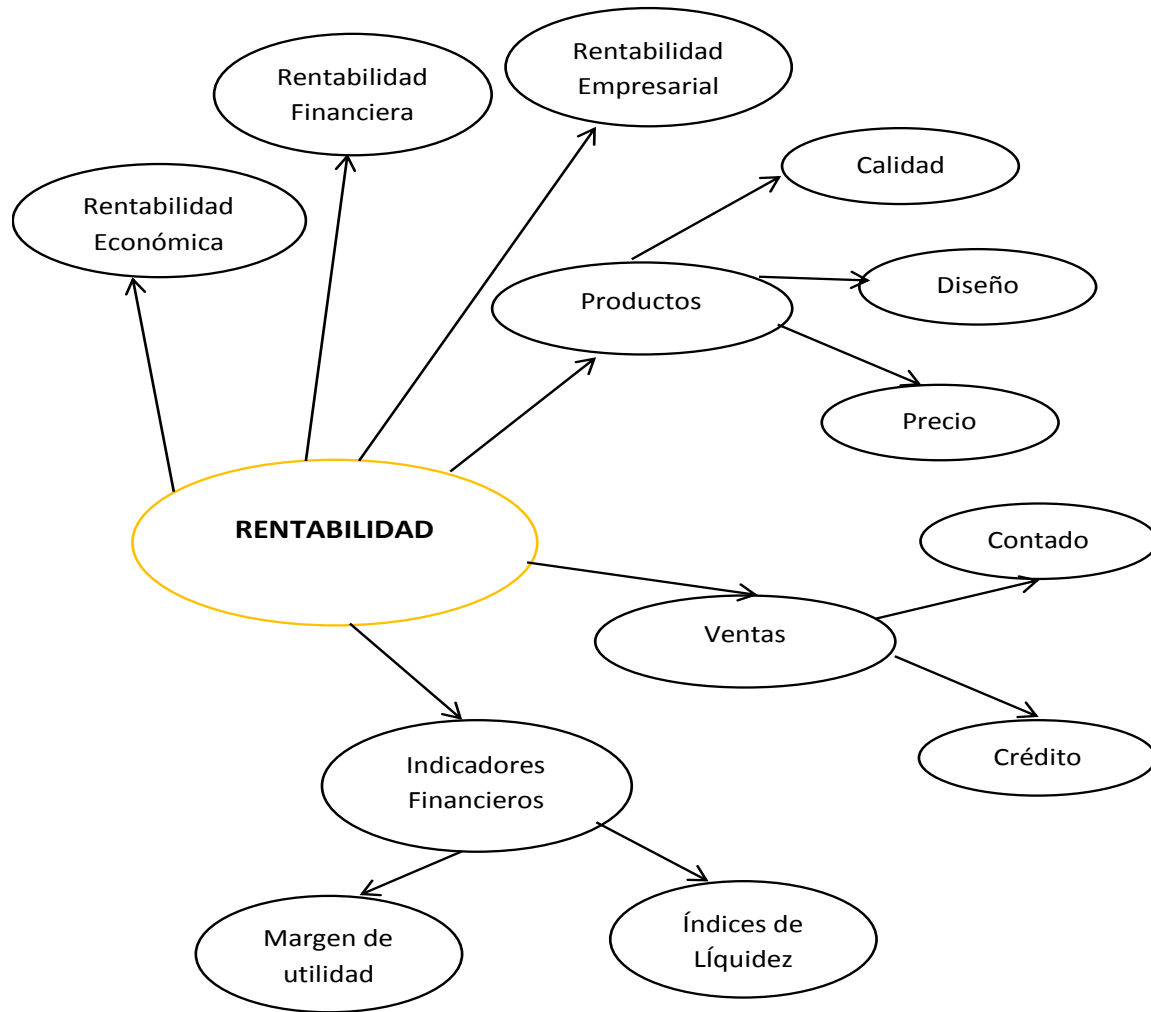 Rentabilidad
Empresarial
Rentabilidad
Financiera
Calidad
Rentabilidad
Económica
Diseño
Productos
Precio
RENTABILIDAD
Contado
Ventas
Crédito
Indicadores
Financieros
Índices de
LÍquidez
Margen de
utilidad